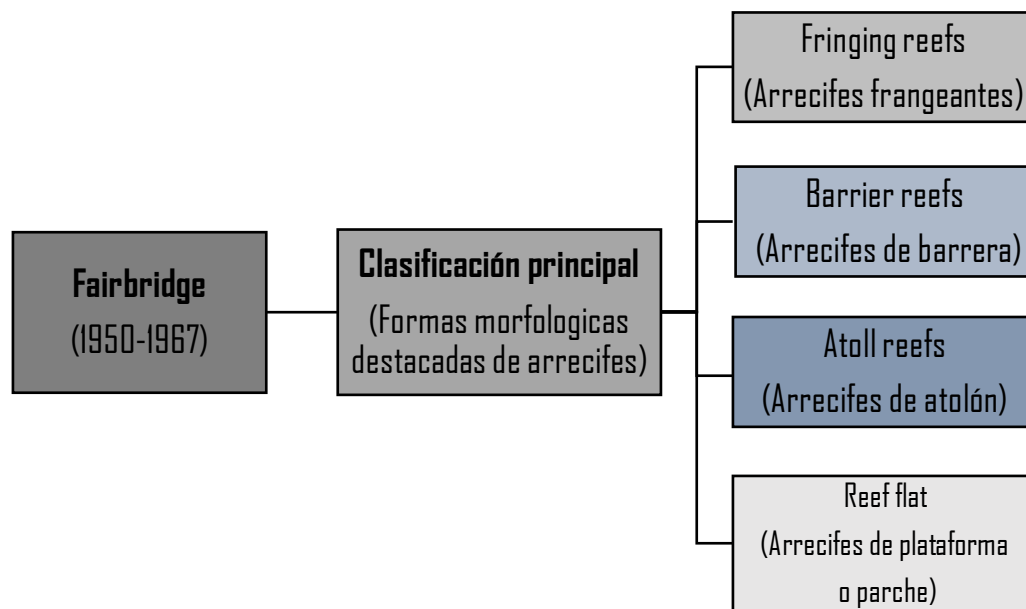 Fairbridge
(1950-1967)
Clasificación principal
(Formas morfologicas
destacadas de arrecifes)
Fringing reefs
(Arrecifes frangeantes)
Barrier reefs
(Arrecifes de barrera)
Atoll reefs
(Arrecifes de atolón)
Reef flat
(Arrecifes de plataforma
o parche)